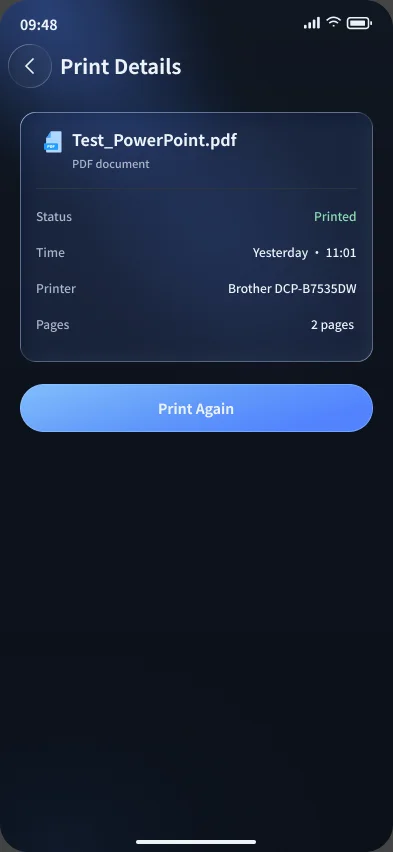 09:48
Print Details
Test_PowerPoint.pdf
PDF
PDF document
Status Printed
Time Yesterday • 11:01
Printer Brother DCP-B7535DW
Pages 2 pages
Print Again